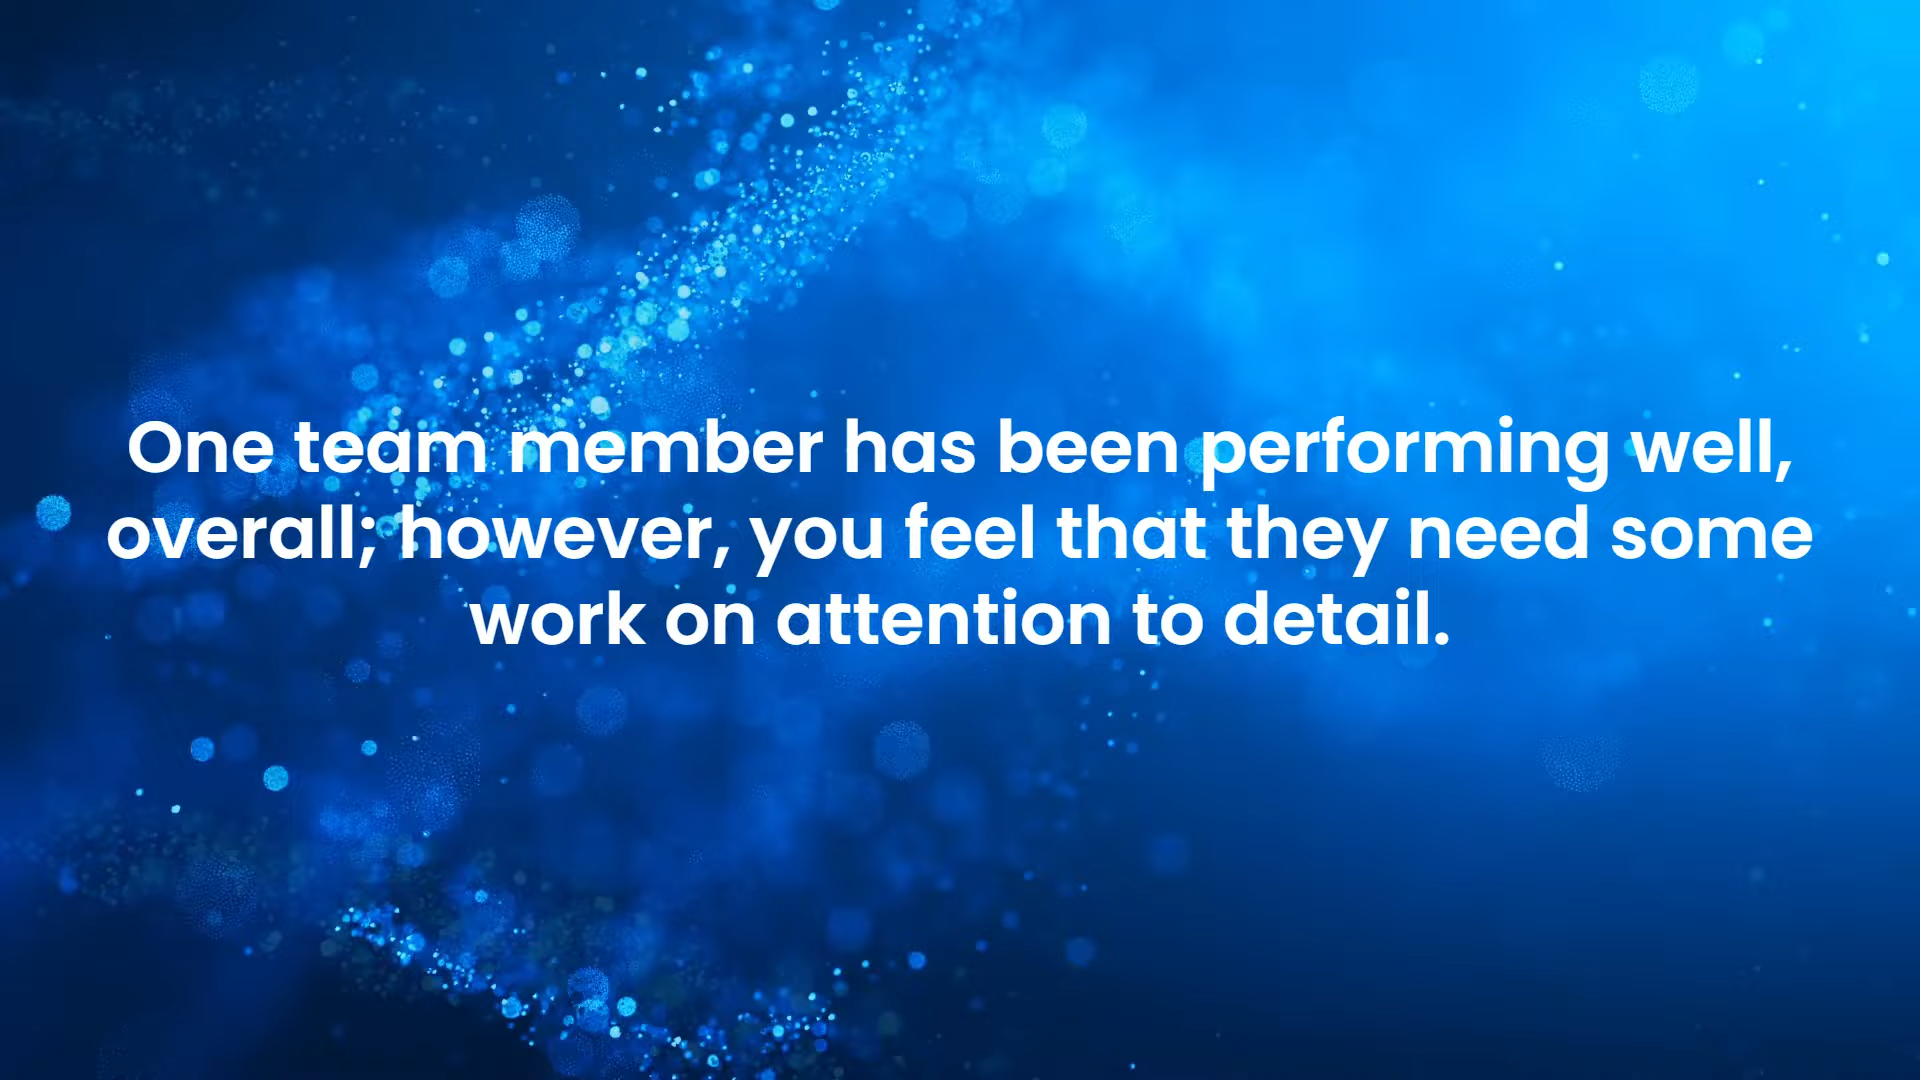 One team member has been performing well,
overall; however, you feel that they need some
work on attention to detail.